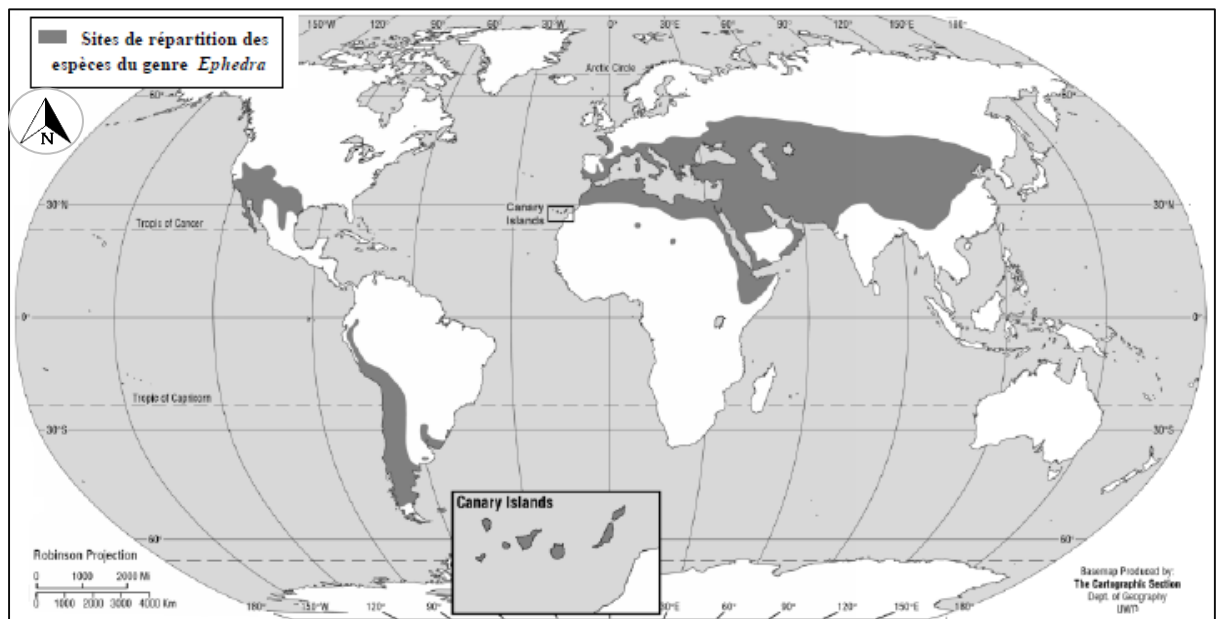 Sites de répartition des
espèces du genre Ephedra
N
150°W 120° 90° 60° 30°W 0° 30°E 60° 90° 120° 150°E 180°
Arctic Circle
60° 60°
30°N 30°N
Canary
Islands
Tropic of Cancer
0° 0°
Tropic of Capricorn
30°S 30°S
60° 60°
Canary Islands
Robinson Projection
0 1000 2000 Mi
0 1000 2000 3000 4000 Km
Basemap Produced by:
The Cartographic Section
Dept. of Geography
180° 150°W 120° 90° 30°E 60° 90° 120° 150°E 180°